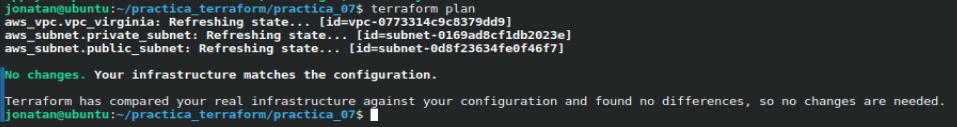 jonatan@ubuntu:~/practica_terraform/practica_07$ terraform plan
aws_vpc.vpc_virginia: Refreshing state... [id=vpc-0773314c9c8379dd9]
aws_subnet.private_subnet: Refreshing state... [id=subnet-0169ad8cf1db2023e]
aws_subnet.public_subnet: Refreshing state... [id=subnet-0d8f23634fe0f46f7]
No changes. Your infrastructure matches the configuration.
Terraform has compared your real infrastructure against your configuration and found no differences, so no changes are needed.
jonatan@ubuntu:~/practica_terraform/practica_07$